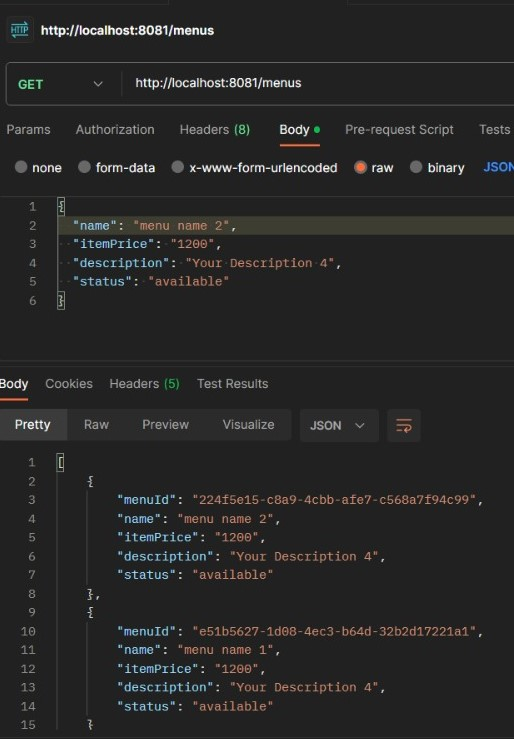 HTTP http://localhost:8081/menus
GET http://localhost:8081/menus
Params Authorization Headers (8) Body Pre-request Script Tests
none form-data x-www-form-urlencoded raw binary JSON
1 {
2 "name": "menu name 2",
3 "itemPrice": "1200",
4 "description": "Your Description 4",
5 "status": "available"
6 }
Body Cookies Headers (5) Test Results
Pretty Raw Preview Visualize JSON
1 [
2 {
3 "menuId": "224f5e15-c8a9-4cbb-afe7-c568a7f94c99",
4 "name": "menu name 2",
5 "itemPrice": "1200",
6 "description": "Your Description 4",
7 "status": "available"
8 },
9 {
10 "menuId": "e51b5627-1d08-4ec3-b64d-32b2d17221a1",
11 "name": "menu name 1",
12 "itemPrice": "1200",
13 "description": "Your Description 4",
14 "status": "available"
15 }